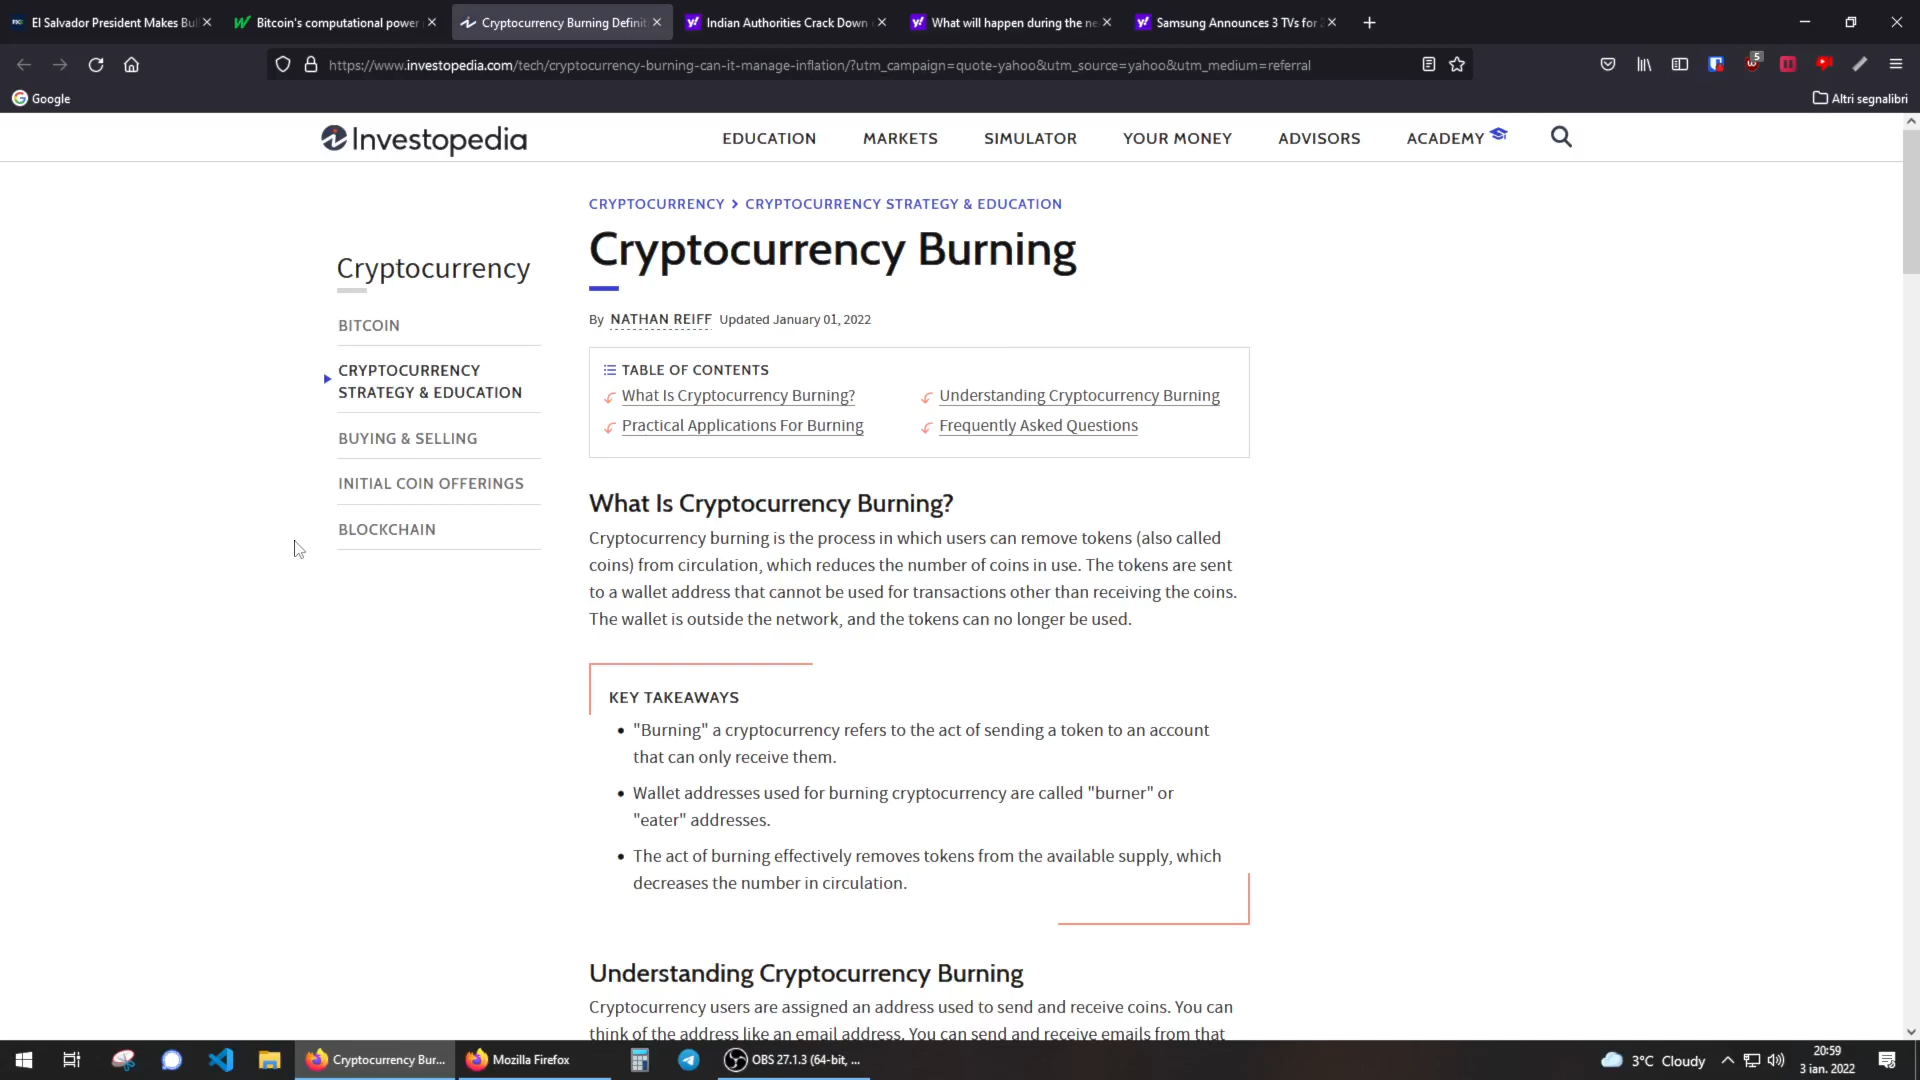 El Salvador President Makes Bul
Bitcoin's computational power
Cryptocurrency Burning Definit
Indian Authorities Crack Down
What will happen during the ne
Samsung Announces 3 TVs for 2
https://www.investopedia.com/tech/cryptocurrency-burning-can-it-manage-inflation/?utm_campaign=quote-yahoo&utm_source=yahoo&utm_medium=referral
5
Google
Altri segnalibri
Investopedia
EDUCATION
MARKETS
SIMULATOR
YOUR MONEY
ADVISORS
ACADEMY
CRYPTOCURRENCY > CRYPTOCURRENCY STRATEGY & EDUCATION
Cryptocurrency Burning
By NATHAN REIFF Updated January 01, 2022
Cryptocurrency
BITCOIN
CRYPTOCURRENCY
STRATEGY & EDUCATION
BUYING & SELLING
INITIAL COIN OFFERINGS
BLOCKCHAIN
TABLE OF CONTENTS
What Is Cryptocurrency Burning?
Understanding Cryptocurrency Burning
Practical Applications For Burning
Frequently Asked Questions
What Is Cryptocurrency Burning?
Cryptocurrency burning is the process in which users can remove tokens (also called
coins) from circulation, which reduces the number of coins in use. The tokens are sent
to a wallet address that cannot be used for transactions other than receiving the coins.
The wallet is outside the network, and the tokens can no longer be used.
KEY TAKEAWAYS
• "Burning" a cryptocurrency refers to the act of sending a token to an account
that can only receive them.
• Wallet addresses used for burning cryptocurrency are called "burner" or
"eater" addresses.
• The act of burning effectively removes tokens from the available supply, which
decreases the number in circulation.
Understanding Cryptocurrency Burning
Cryptocurrency users are assigned an address used to send and receive coins. You can
think of the address like an email address. You can send and receive emails from that
Cryptocurrency Bur...
Mozilla Firefox
OBS 27.1.3 (64-bit, ...
3°C Cloudy
20:59
3 ian. 2022